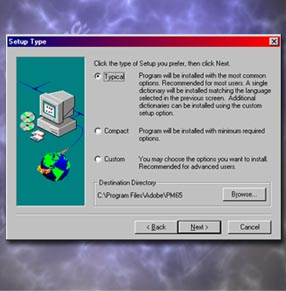 Setup Type
Click the type of Setup you prefer, then click Next.
Typical
Program will be installed with the most common
options. Recommended for most users. A single
dictionary will be installed matching the language
selected in the previous screen. Additional
dictionaries can be installed using the custom
setup option.
Compact
Program will be installed with minimum required
options.
Custom
You may choose the options you want to install.
Recommended for advanced users.
Destination Directory
C:\Program Files\Adobe\PM65
Browse...
< Back
Next >
Cancel